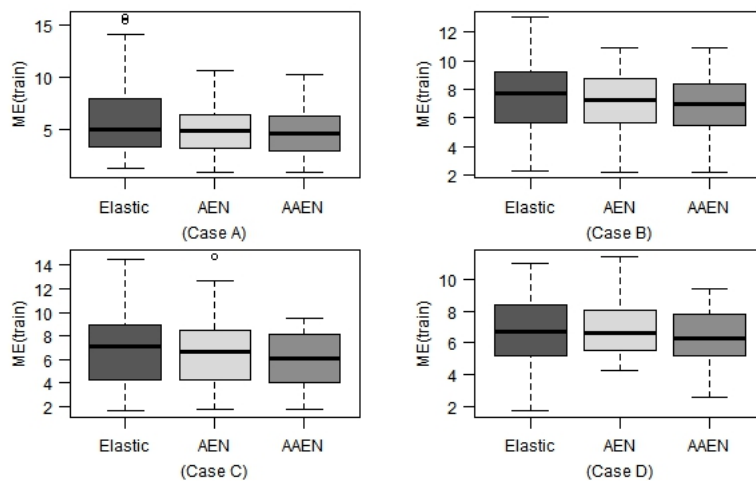 ME(train)
15
10
5
Elastic AEN AAEN
(Case A)
ME(train)
12
10
8
6
4
2
Elastic AEN AAEN
(Case B)
ME(train)
14
12
10
8
6
4
2
Elastic AEN AAEN
(Case C)
ME(train)
10
8
6
4
2
Elastic AEN AAEN
(Case D)